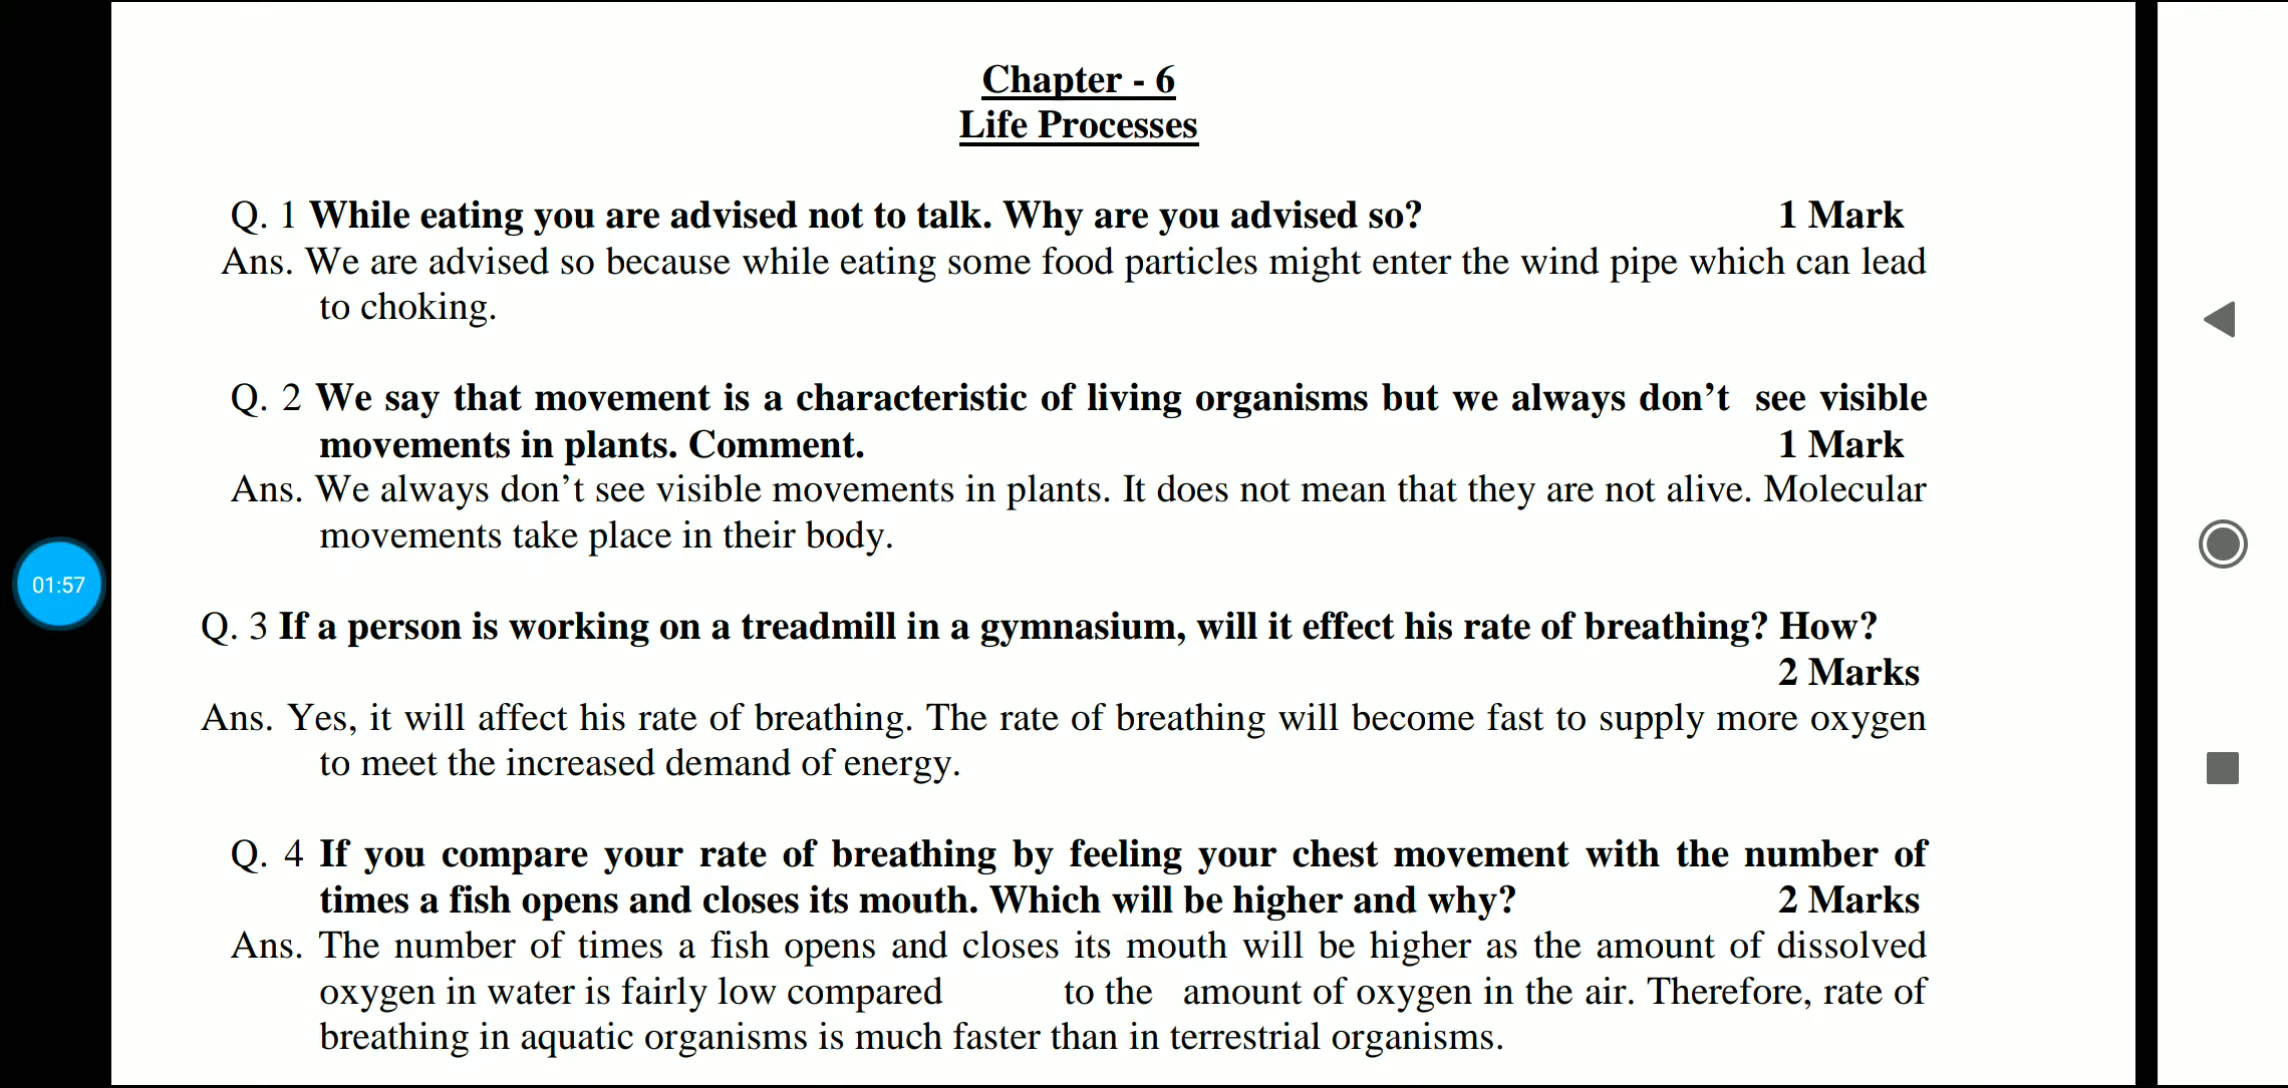 Chapter - 6
Life Processes
Q. 1 While eating you are advised not to talk. Why are you advised so? 1 Mark
Ans. We are advised so because while eating some food particles might enter the wind pipe which can lead
to choking.
Q. 2 We say that movement is a characteristic of living organisms but we always don’t see visible
movements in plants. Comment. 1 Mark
Ans. We always don’t see visible movements in plants. It does not mean that they are not alive. Molecular
movements take place in their body.
01:57
Q. 3 If a person is working on a treadmill in a gymnasium, will it effect his rate of breathing? How?
2 Marks
Ans. Yes, it will affect his rate of breathing. The rate of breathing will become fast to supply more oxygen
to meet the increased demand of energy.
Q. 4 If you compare your rate of breathing by feeling your chest movement with the number of
times a fish opens and closes its mouth. Which will be higher and why? 2 Marks
Ans. The number of times a fish opens and closes its mouth will be higher as the amount of dissolved
oxygen in water is fairly low compared to the amount of oxygen in the air. Therefore, rate of
breathing in aquatic organisms is much faster than in terrestrial organisms.